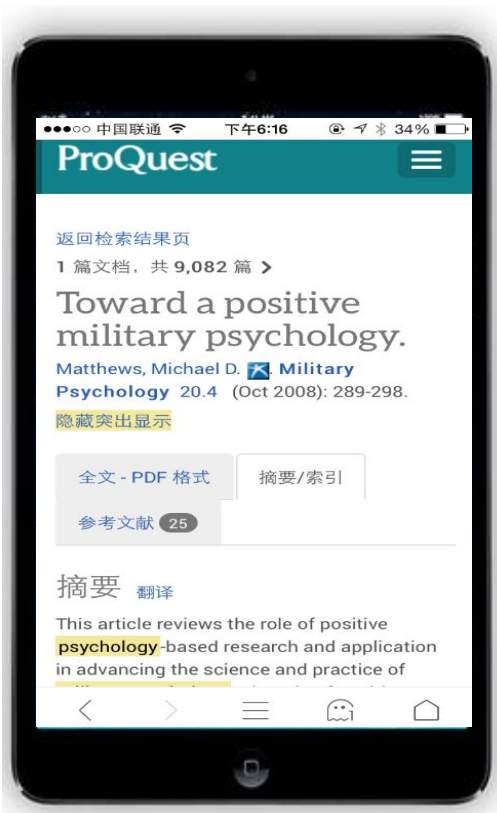 中国联通 下午6:16 34%
ProQuest
返回检索结果页
1 篇文档，共 9,082 篇 >
Toward a positive
military psychology.
Matthews, Michael D. . Military
Psychology 20.4 (Oct 2008): 289-298.
隐藏突出显示
全文 - PDF 格式 摘要/索引
参考文献 25
摘要 翻译
This article reviews the role of positive
psychology-based research and application
in advancing the science and practice of